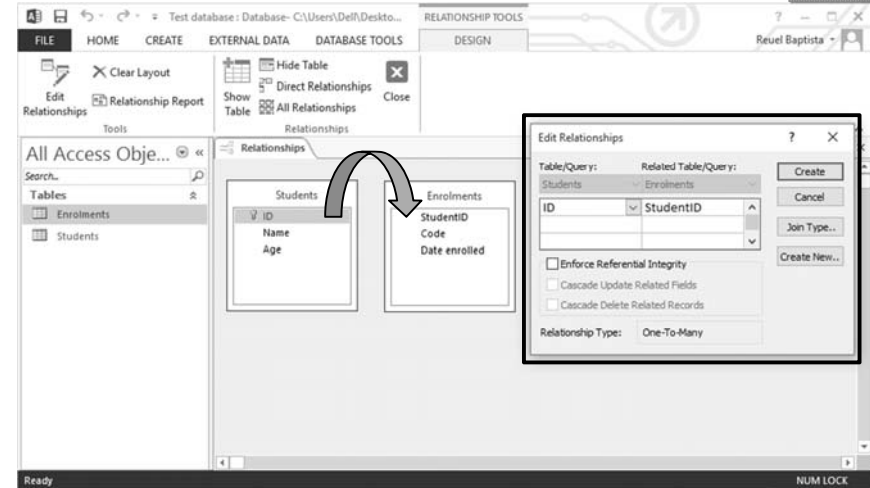 Test database : Database- C:\Users\Dell\Deskto...
RELATIONSHIP TOOLS
FILE
HOME
CREATE
EXTERNAL DATA
DATABASE TOOLS
DESIGN
Reuel Baptista
Edit
Relationships
Clear Layout
Relationship Report
Tools
Show
Table
Hide Table
Direct Relationships
All Relationships
Close
Relationships
All Access Obje...
Search..
Tables
Enrolments
Students
Relationships
Students
ID
Name
Age
Enrolments
StudentID
Code
Date enrolled
Edit Relationships
? X
Table/Query:
Related Table/Query:
Students
Enrolments
ID
StudentID
Enforce Referential Integrity
Cascade Update Related Fields
Cascade Delete Related Records
Relationship Type:
One-To-Many
Create
Cancel
Join Type..
Create New..
Ready
NUM LOCK